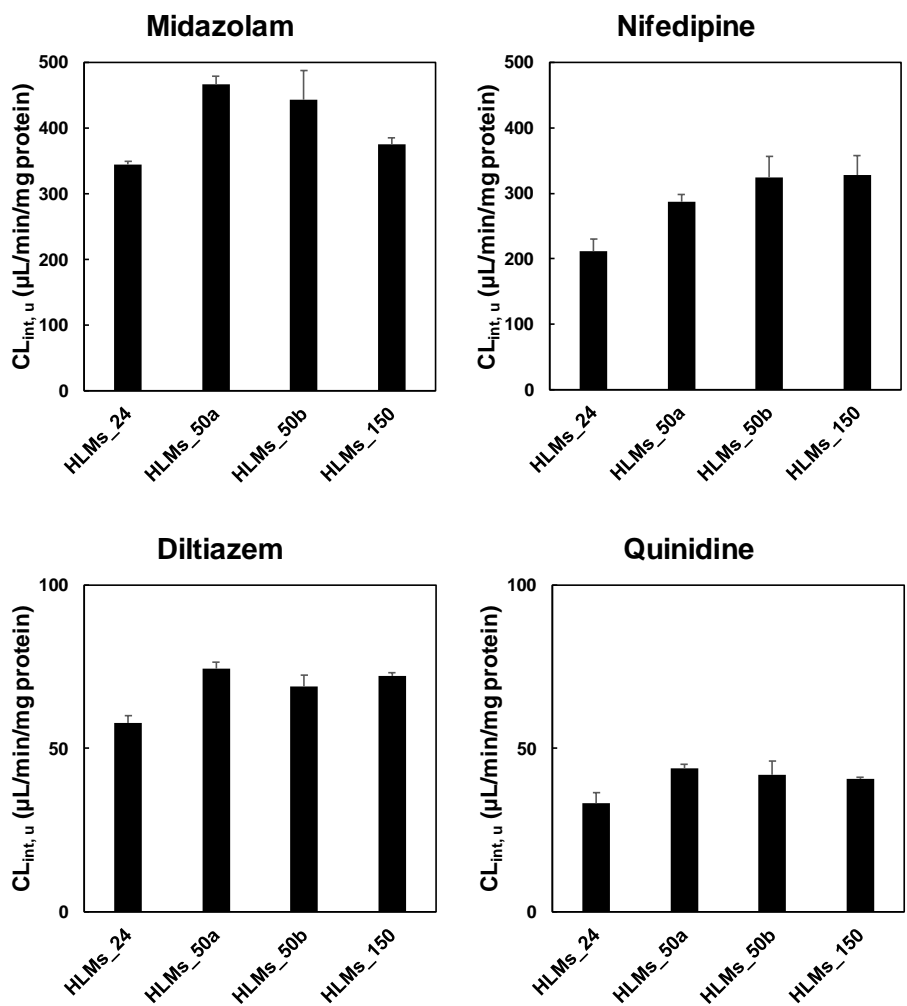 Midazolam
CLint, u (µL/min/mg protein)
500
400
300
200
100
0
HLMs_24
HLMs_50a
HLMs_50b
HLMs_150
Nifedipine
CLint, u (µL/min/mg protein)
500
400
300
200
100
0
HLMs_24
HLMs_50a
HLMs_50b
HLMs_150
Diltiazem
CLint, u (µL/min/mg protein)
100
50
0
HLMs_24
HLMs_50a
HLMs_50b
HLMs_150
Quinidine
CLint, u (µL/min/mg protein)
100
50
0
HLMs_24
HLMs_50a
HLMs_50b
HLMs_150